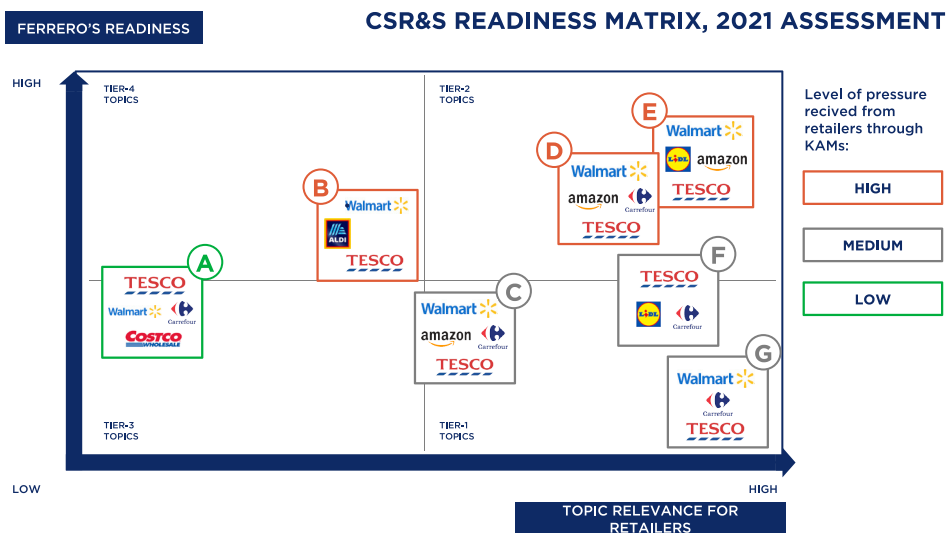 FERRERO'S READINESS
CSR&S READINESS MATRIX, 2021 ASSESSMENT
HIGH
TIER-4
TOPICS
TIER-2
TOPICS
Level of pressure
recived from
retailers through
KAMs:
HIGH
MEDIUM
LOW
E
Walmart
LIDL amazon
TESCO
D
Walmart
amazon Carrefour
TESCO
B
Walmart
ALDI
TESCO
A
TESCO
Walmart Carrefour
COSTCO
WHOLESALE
C
Walmart
amazon Carrefour
TESCO
F
TESCO
LIDL Carrefour
G
Walmart
Carrefour
TESCO
TIER-3
TOPICS
TIER-1
TOPICS
LOW
HIGH
TOPIC RELEVANCE FOR
RETAILERS